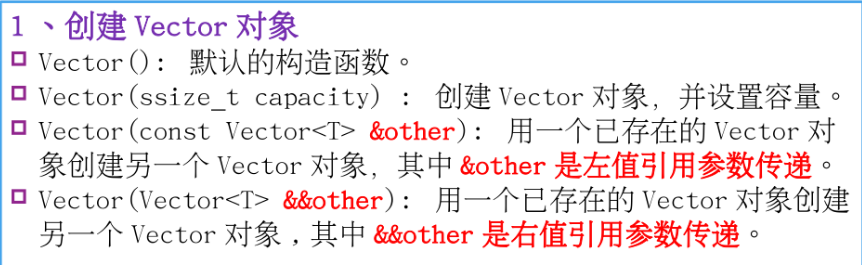 1、创建 Vector 对象
Vector(): 默认的构造函数。
Vector(ssize_t capacity) : 创建 Vector 对象, 并设置容量。
Vector(const Vector<T> &other): 用一个已存在的 Vector 对
象创建另一个 Vector 对象, 其中 &other 是左值引用参数传递。
Vector(Vector<T> &&other): 用一个已存在的 Vector 对象创建
另一个 Vector 对象，其中 &&other 是右值引用参数传递。